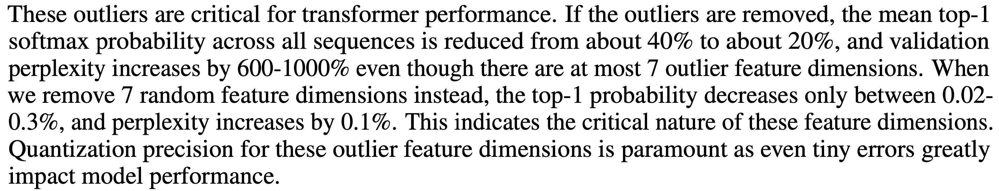 These outliers are critical for transformer performance. If the outliers are removed, the mean top-1
softmax probability across all sequences is reduced from about 40% to about 20%, and validation
perplexity increases by 600-1000% even though there are at most 7 outlier feature dimensions. When
we remove 7 random feature dimensions instead, the top-1 probability decreases only between 0.02-
0.3%, and perplexity increases by 0.1%. This indicates the critical nature of these feature dimensions.
Quantization precision for these outlier feature dimensions is paramount as even tiny errors greatly
impact model performance.